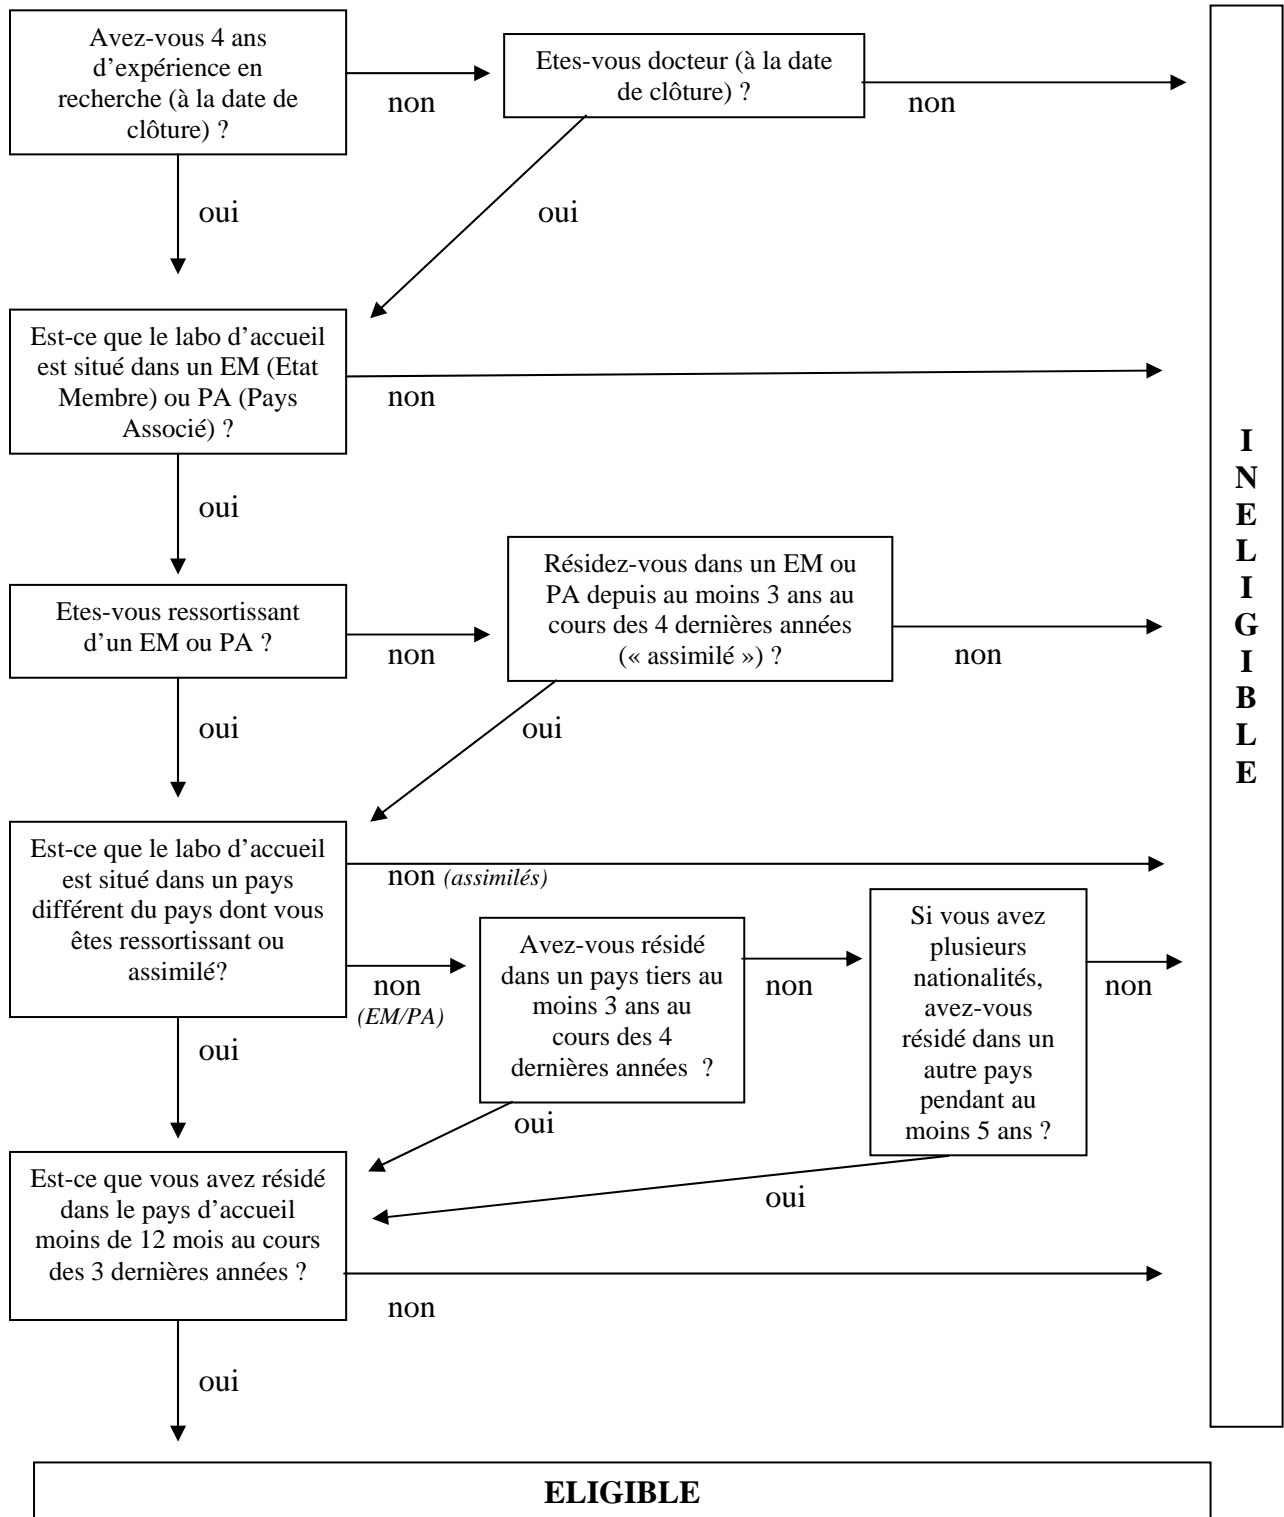 Avez-vous 4 ans
d’expérience en
recherche (à la date de
clôture) ?
non
Etes-vous docteur (à la date
de clôture) ?
non
oui
oui
Est-ce que le labo d’accueil
est situé dans un EM (Etat
Membre) ou PA (Pays
Associé) ?
non
oui
Etes-vous ressortissant
d’un EM ou PA ?
non
Résidez-vous dans un EM ou
PA depuis au moins 3 ans au
cours des 4 dernières années
(« assimilé ») ?
non
oui
oui
Est-ce que le labo d’accueil
est situé dans un pays
différent du pays dont vous
êtes ressortissant ou
assimilé?
non (assimilés)
non
(EM/PA)
Avez-vous résidé
dans un pays tiers au
moins 3 ans au
cours des 4
dernières années  ?
non
Si vous avez
plusieurs
nationalités,
avez-vous
résidé dans un
autre pays
pendant au
moins 5 ans ?
non
oui
oui
oui
Est-ce que vous avez résidé
dans le pays d’accueil
moins de 12 mois au cours
des 3 dernières années ?
non
oui
I
N
E
L
I
G
I
B
L
E
ELIGIBLE